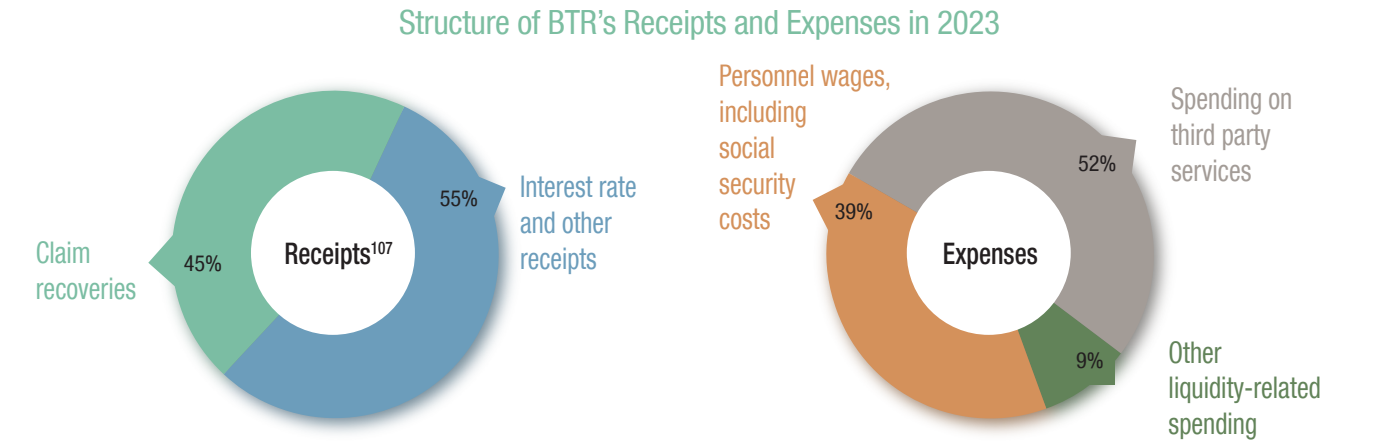 Structure of BTR's Receipts and Expenses in 2023
Claim
recoveries
45%
Receipts107
55%
Interest rate
and other
receipts
Personnel wages,
including
social
security
costs
39%
Expenses
52%
Spending on
third party
services
9%
Other
liquidity-related
spending